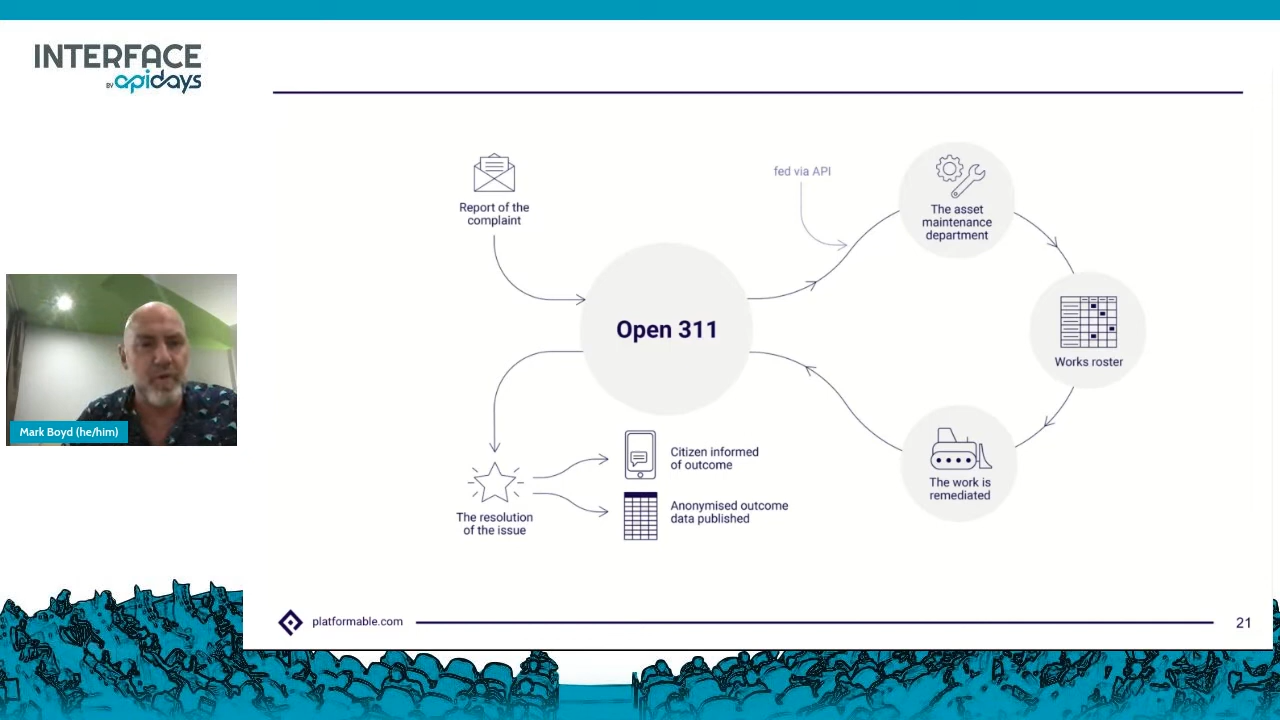 INTERFACE
BY apidays
Report of the
complaint
fed via API
The asset
maintenance
department
Open 311
Works roster
The work is
remediated
Citizen informed
of outcome
Anonymised outcome
data published
The resolution
of the issue
Mark Boyd (he/him)
platformable.com
21